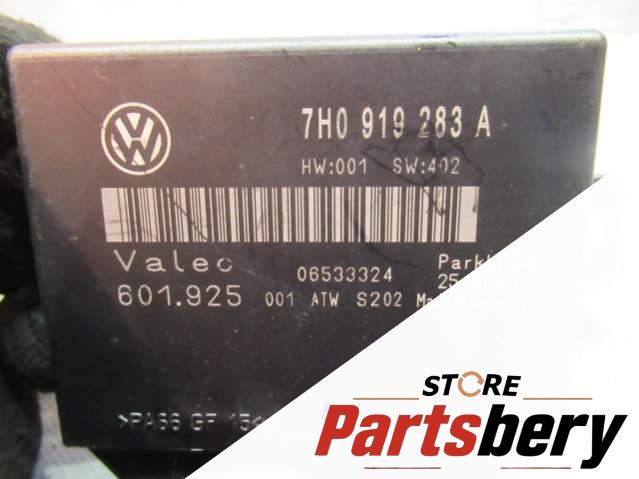 7H0 919 283 A
HW:001 SW:402
Valeo 06533324
601.925 001 ATW S202
>PA66 GF 15<
STORE
Partsbery